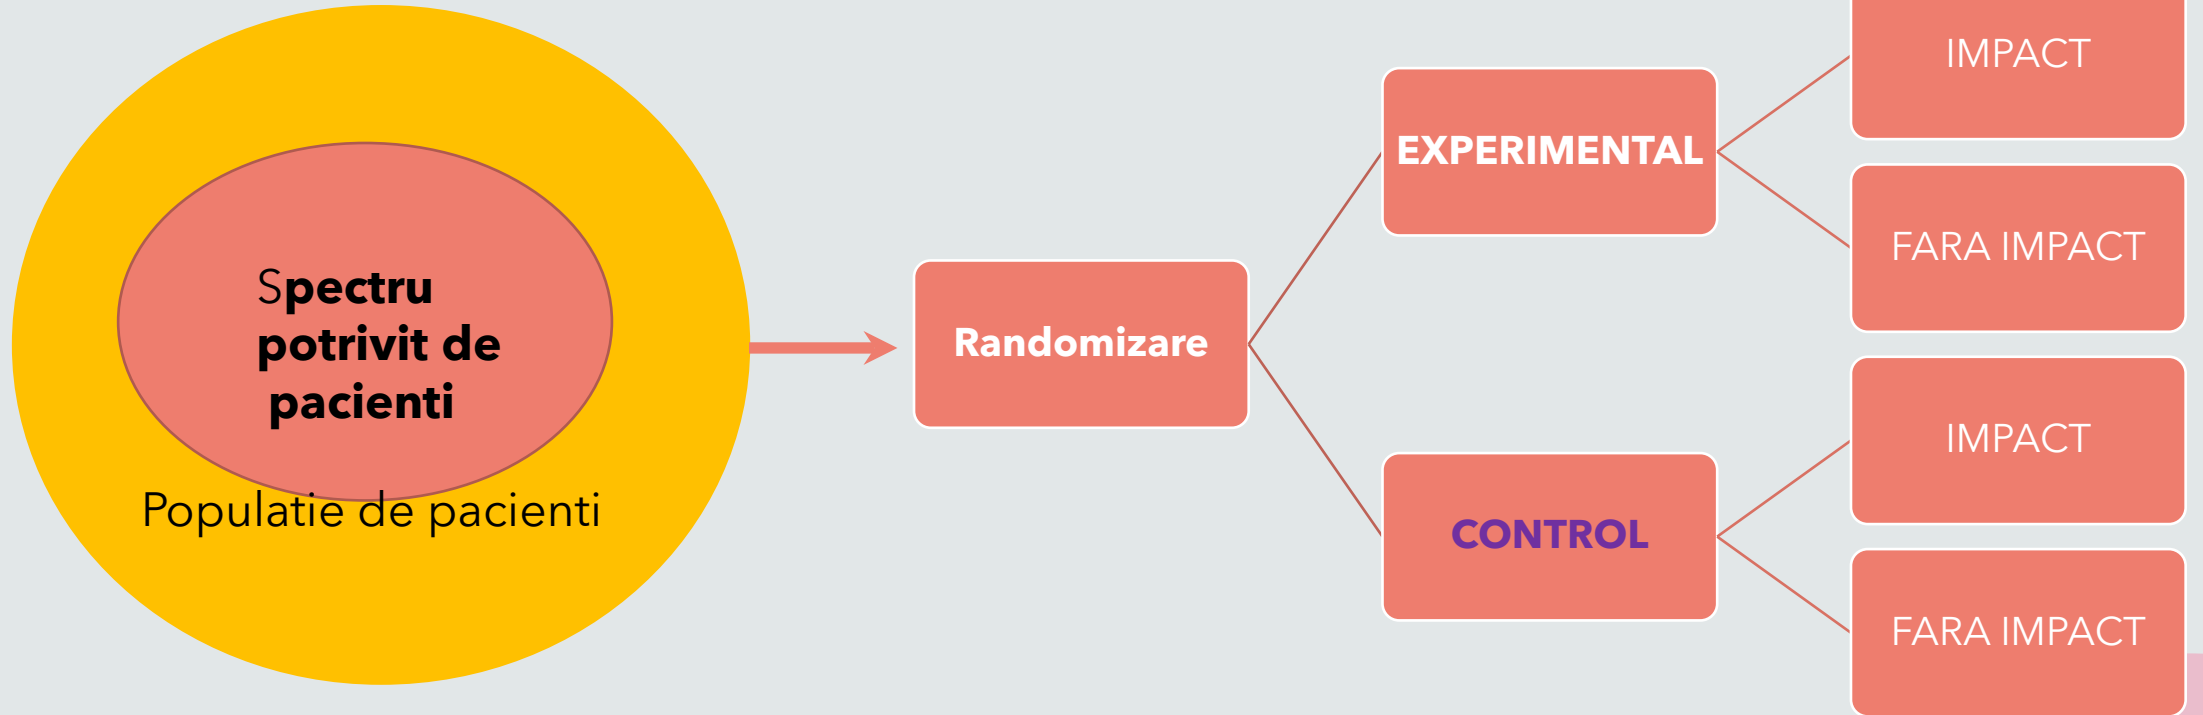 Spectru
potrivit de
pacienti
Populatie de pacienti
Randomizare
EXPERIMENTAL
CONTROL
IMPACT
FARA IMPACT
IMPACT
FARA IMPACT